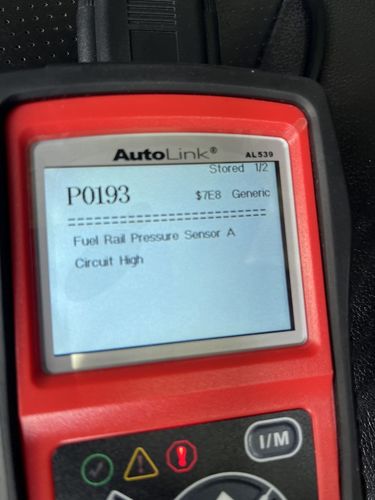 AutoLink®
AL539
Stored 1/2
P0193 $7E8 Generic
==============================
Fuel Rail Pressure Sensor A
Circuit High
I/M